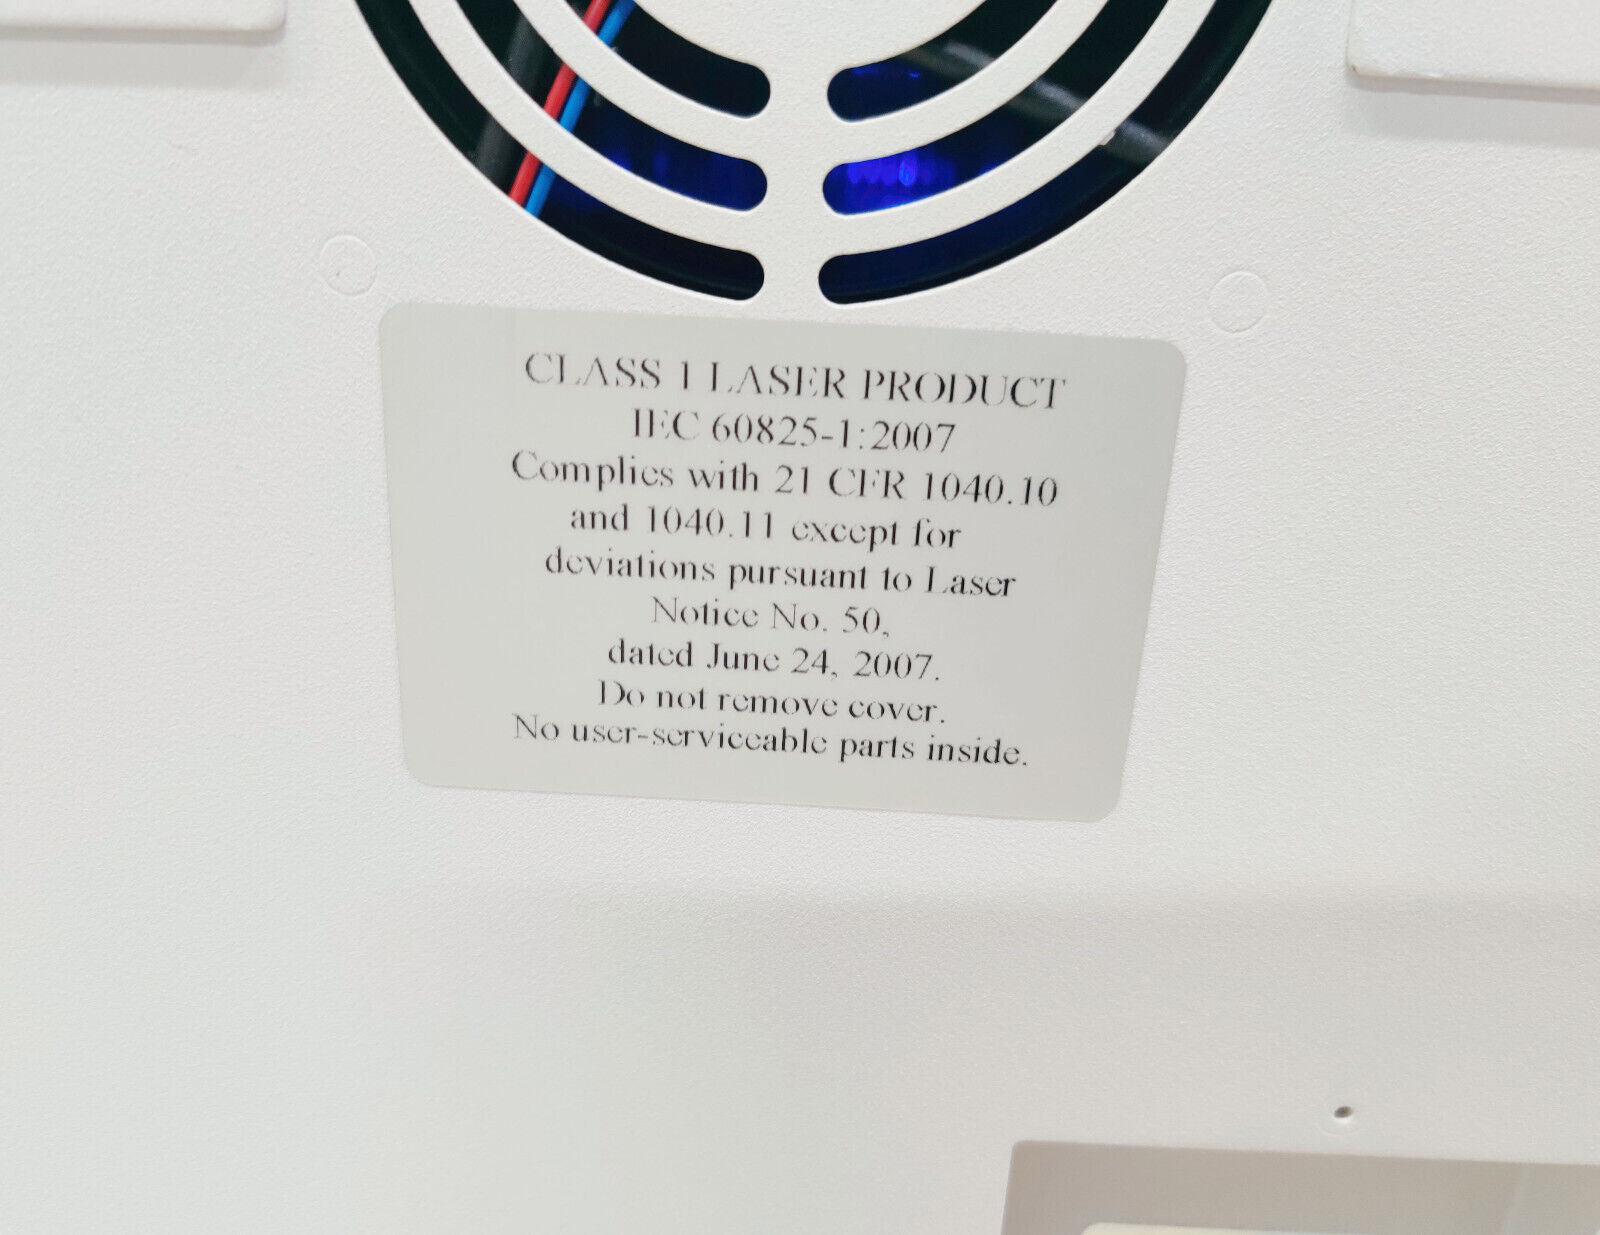 CLASS 1 LASER PRODUCT
IEC 60825-1:2007
Complies with 21 CFR 1040.10
and 1040.11 except for
deviations pursuant to Laser
Notice No. 50,
dated June 24, 2007.
Do not remove cover.
No user-serviceable parts inside.